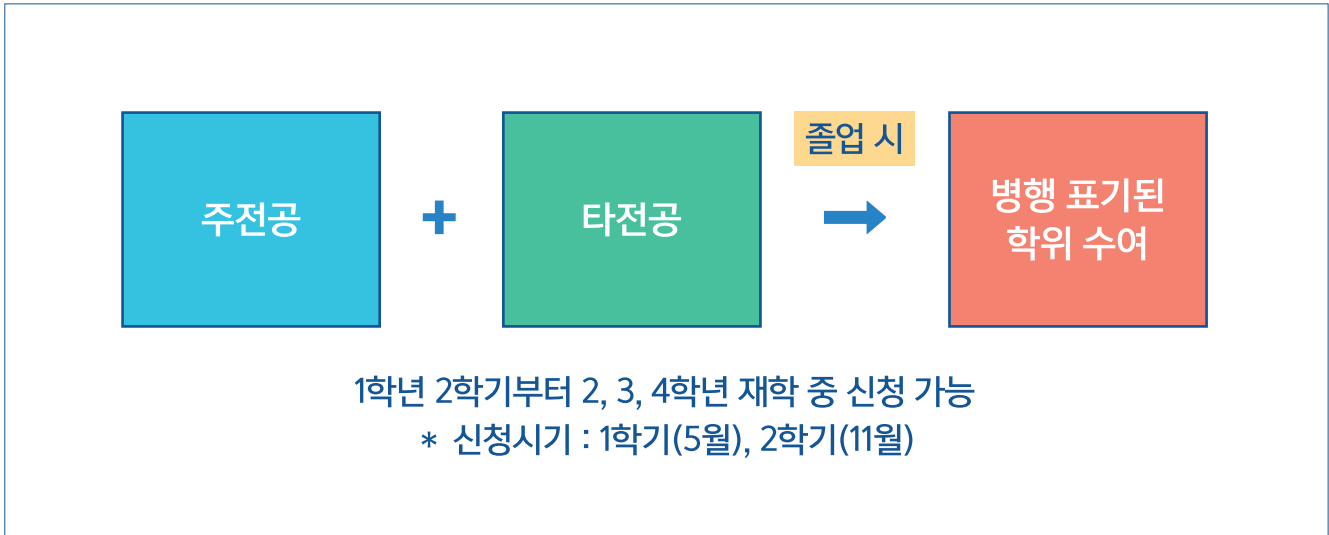 주전공
+
타전공
졸업 시
병행 표기된
학위 수여
1학년 2학기부터 2, 3, 4학년 재학 중 신청 가능
* 신청시기 : 1학기(5월), 2학기(11월)